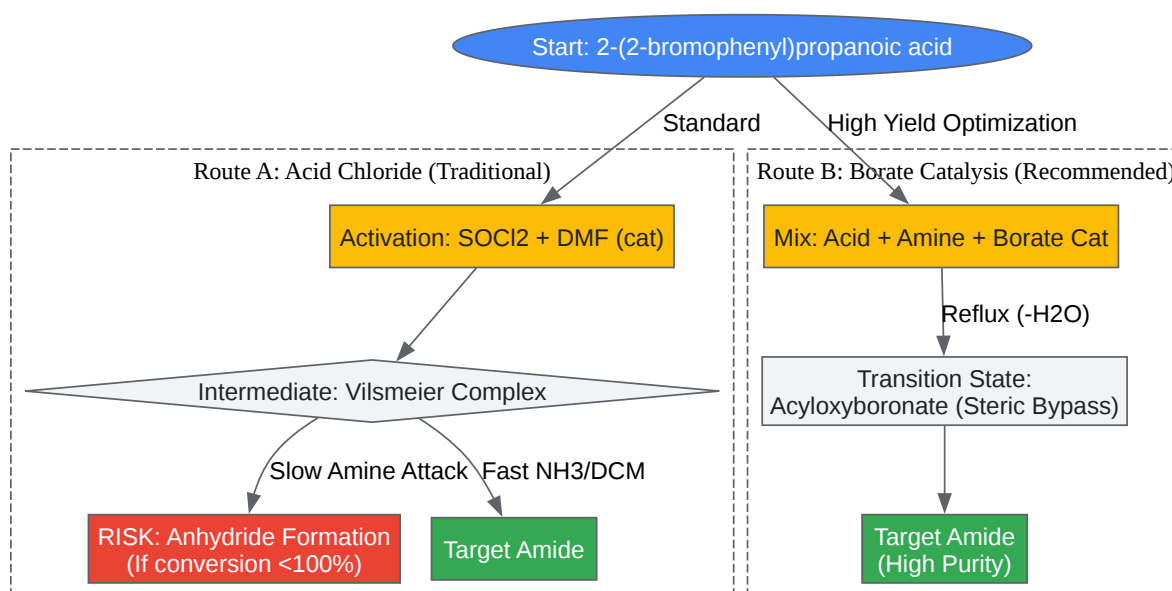 Start: 2-(2-bromophenyl)propanoic acid
Standard
High Yield Optimization
Route A: Acid Chloride (Traditional)
Activation: SOCl2 + DMF (cat)
Intermediate: Vilsmeier Complex
Slow Amine Attack
Fast NH3/DCM
RISK: Anhydride Formation
(If conversion <100%)
Target Amide
Route B: Borate Catalysis (Recommended)
Mix: Acid + Amine + Borate Cat
Reflux (-H2O)
Transition State:
Acyloxyboronate (Steric Bypass)
Target Amide
(High Purity)